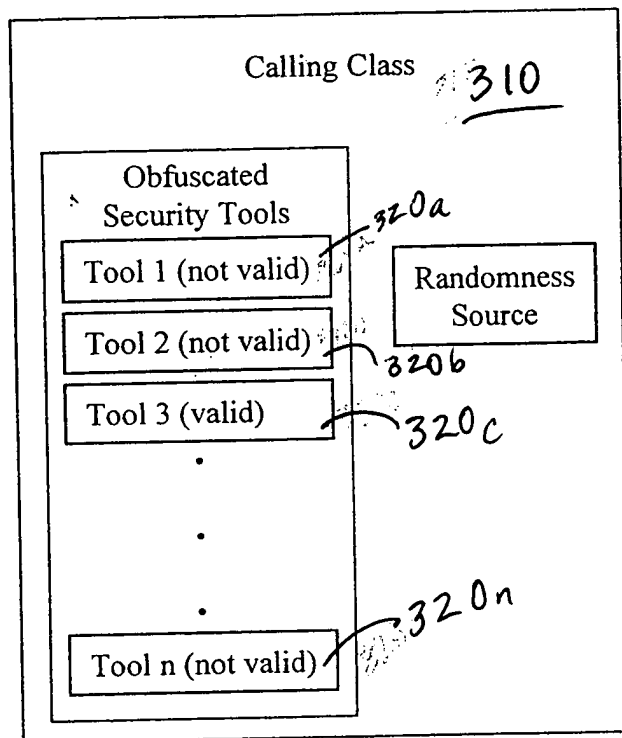 Calling Class 310
Obfuscated
Security Tools
320a
Tool 1 (not valid)
Randomness
Source
Tool 2 (not valid)
320b
Tool 3 (valid)
320c
.
.
.
320n
Tool n (not valid)